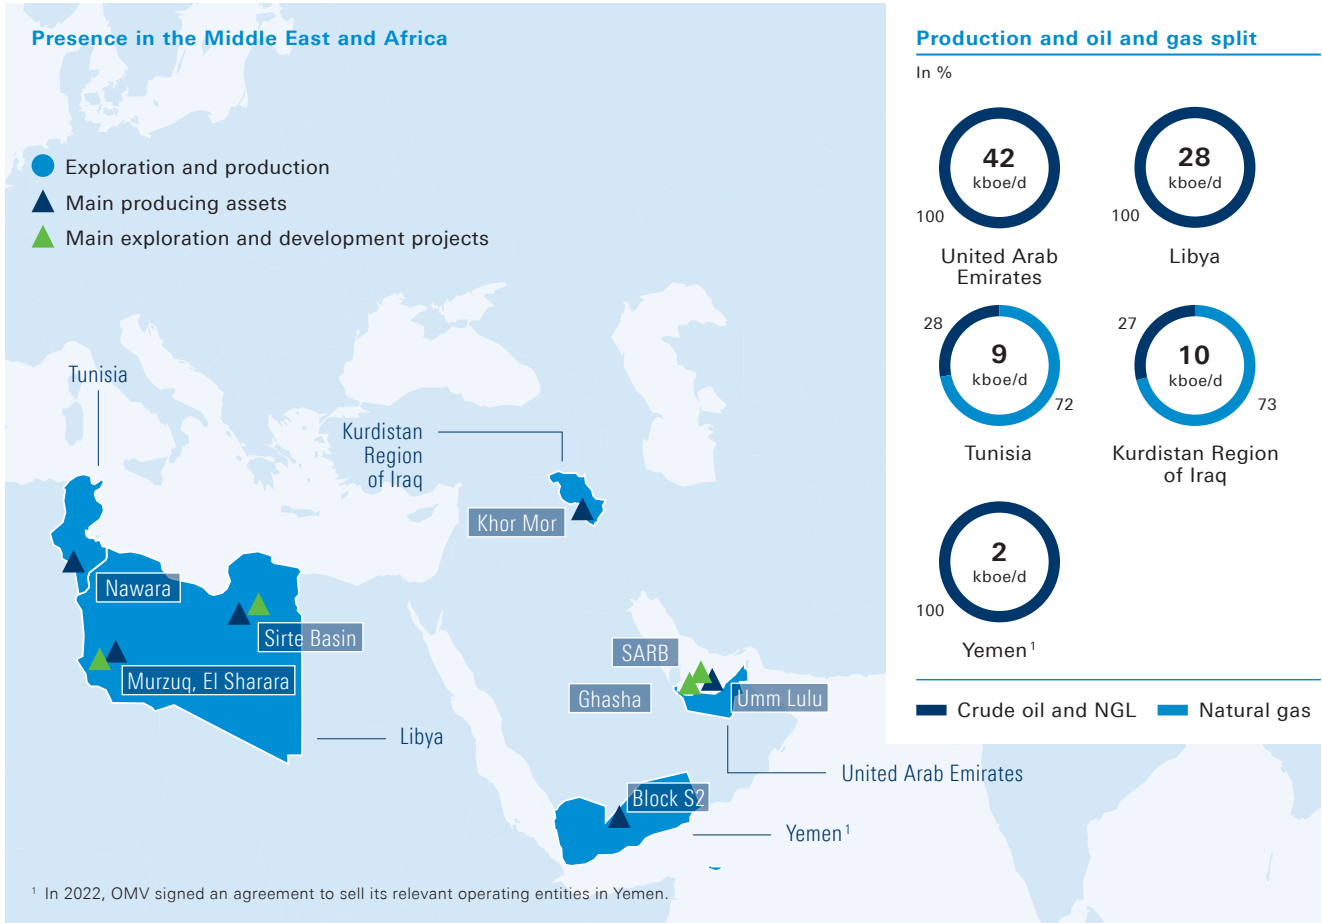 Presence in the Middle East and Africa
Exploration and production
Main producing assets
Main exploration and development projects
Tunisia
Kurdistan
Region
of Iraq
Khor Mor
Nawara
Sirte Basin
Murzuq, El Sharara
SARB
Ghasha
Umm Lulu
Libya
United Arab Emirates
Block S2
Yemen¹
¹ In 2022, OMV signed an agreement to sell its relevant operating entities in Yemen.
Production and oil and gas split
In %
42
kboe/d
100
United Arab
Emirates
28
kboe/d
100
Libya
28
9
kboe/d
72
Tunisia
27
10
kboe/d
73
Kurdistan Region
of Iraq
2
kboe/d
100
Yemen¹
Crude oil and NGL
Natural gas